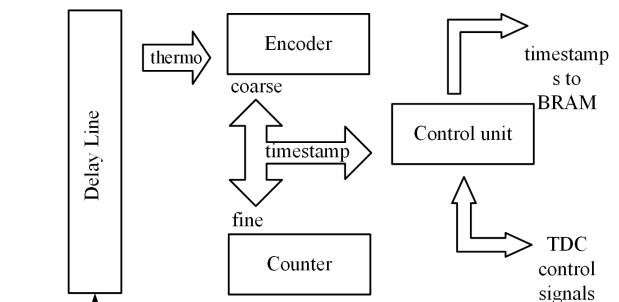 Delay Line
thermo
Encoder
coarse
timestamp
fine
Counter
Control unit
timestamp
s to
BRAM
TDC
control
signals